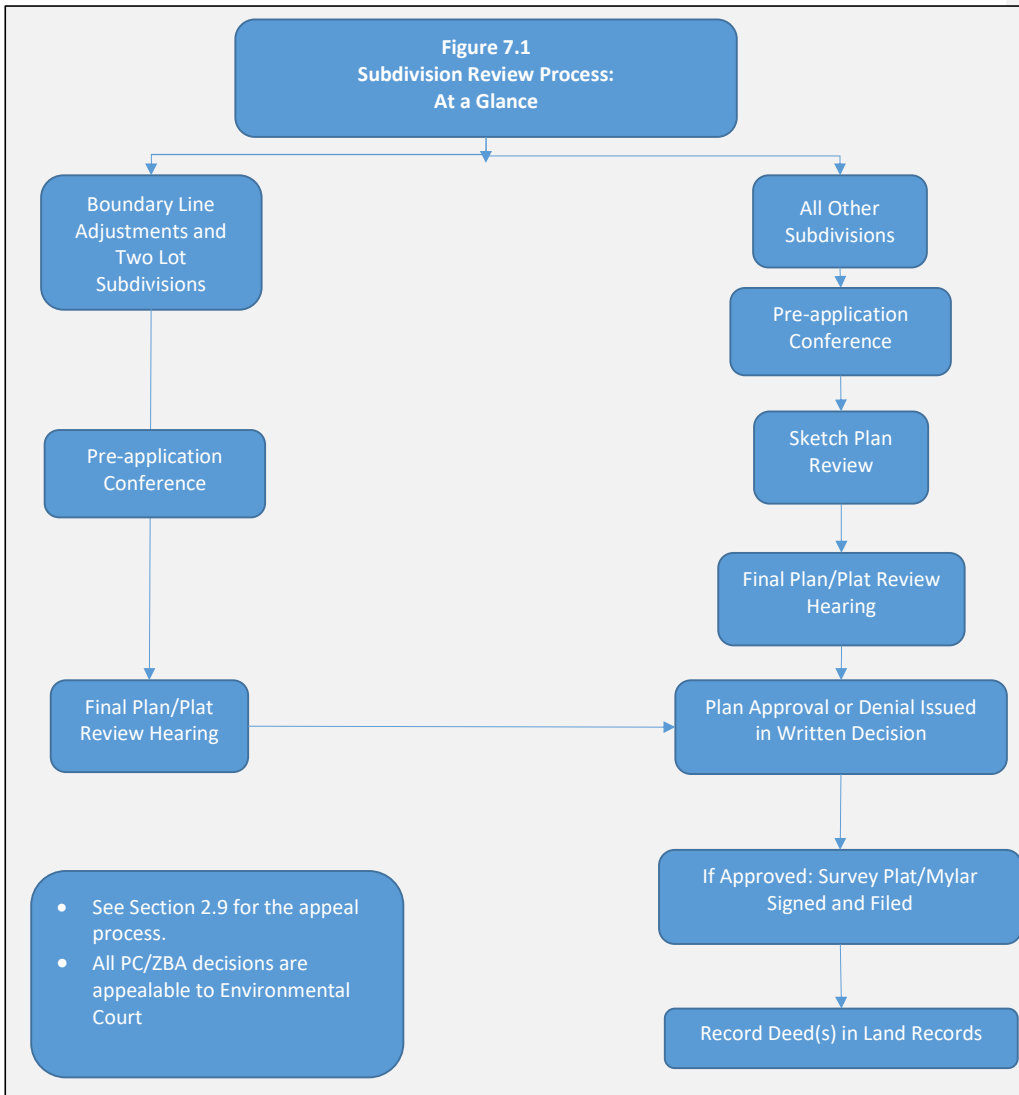 Figure 7.1
Subdivision Review Process:
At a Glance
Boundary Line
Adjustments and
Two Lot
Subdivisions
Pre-application
Conference
Final Plan/Plat
Review Hearing
All Other
Subdivisions
Pre-application
Conference
Sketch Plan
Review
Final Plan/Plat Review
Hearing
Plan Approval or Denial Issued
in Written Decision
If Approved: Survey Plat/Mylar
Signed and Filed
Record Deed(s) in Land Records
• See Section 2.9 for the appeal
process.
• All PC/ZBA decisions are
appealable to Environmental
Court